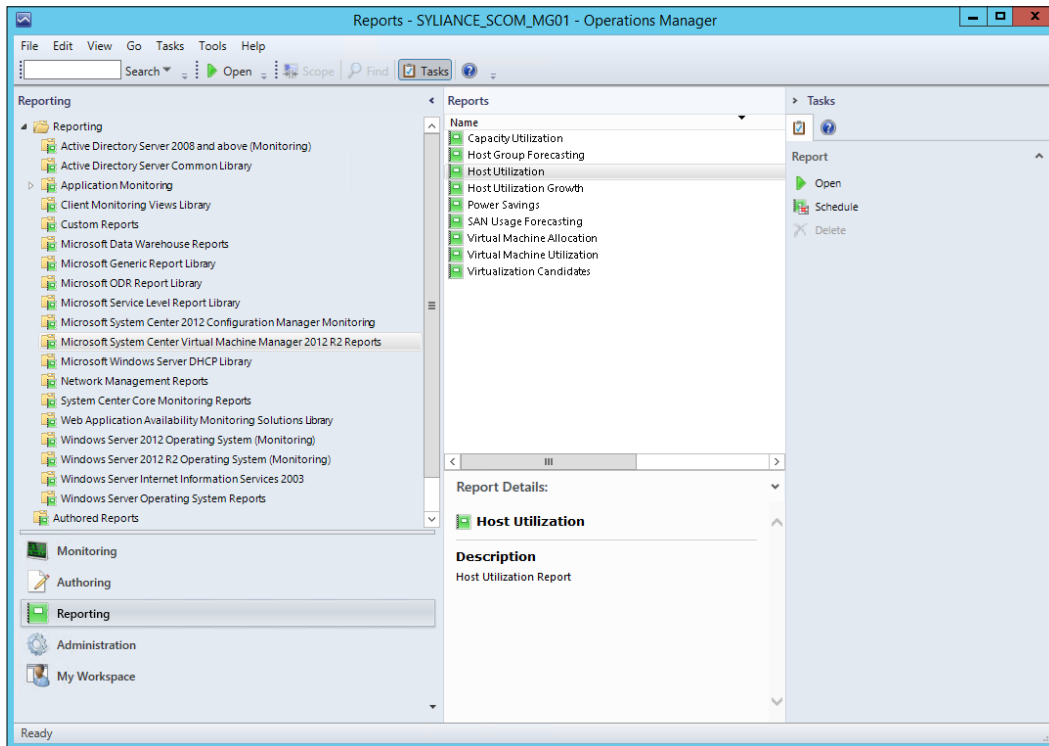 Reports - SYLIANCE_SCOM_MG01 - Operations Manager
File Edit View Go Tasks Tools Help
Search Open Scope Find Tasks
Reporting
Reporting
Active Directory Server 2008 and above (Monitoring)
Active Directory Server Common Library
Application Monitoring
Client Monitoring Views Library
Custom Reports
Microsoft Data Warehouse Reports
Microsoft Generic Report Library
Microsoft ODR Report Library
Microsoft Service Level Report Library
Microsoft System Center 2012 Configuration Manager Monitoring
Microsoft System Center Virtual Machine Manager 2012 R2 Reports
Microsoft Windows Server DHCP Library
Network Management Reports
System Center Core Monitoring Reports
Web Application Availability Monitoring Solutions Library
Windows Server 2012 Operating System (Monitoring)
Windows Server 2012 R2 Operating System (Monitoring)
Windows Server Internet Information Services 2003
Windows Server Operating System Reports
Authored Reports
Monitoring
Authoring
Reporting
Administration
My Workspace
Reports
Name
Capacity Utilization
Host Group Forecasting
Host Utilization
Host Utilization Growth
Power Savings
SAN Usage Forecasting
Virtual Machine Allocation
Virtual Machine Utilization
Virtualization Candidates
Report Details:
Host Utilization
Description
Host Utilization Report
Tasks
Report
Open
Schedule
Delete
Ready